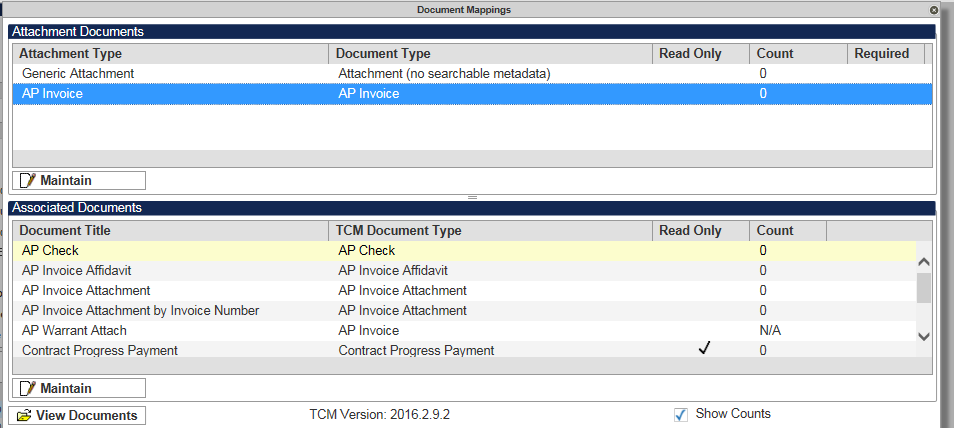 Document Mappings
Attachment Documents
Attachment Type Document Type Read Only Count Required
Generic Attachment Attachment (no searchable metadata) 0
AP Invoice AP Invoice 0
Maintain
Associated Documents
Document Title TCM Document Type Read Only Count
AP Check AP Check 0
AP Invoice Affidavit AP Invoice Affidavit 0
AP Invoice Attachment AP Invoice Attachment 0
AP Invoice Attachment by Invoice Number AP Invoice Attachment 0
AP Warrant Attach AP Invoice N/A
Contract Progress Payment Contract Progress Payment ✓ 0
Maintain
View Documents TCM Version: 2016.2.9.2 ✓ Show Counts